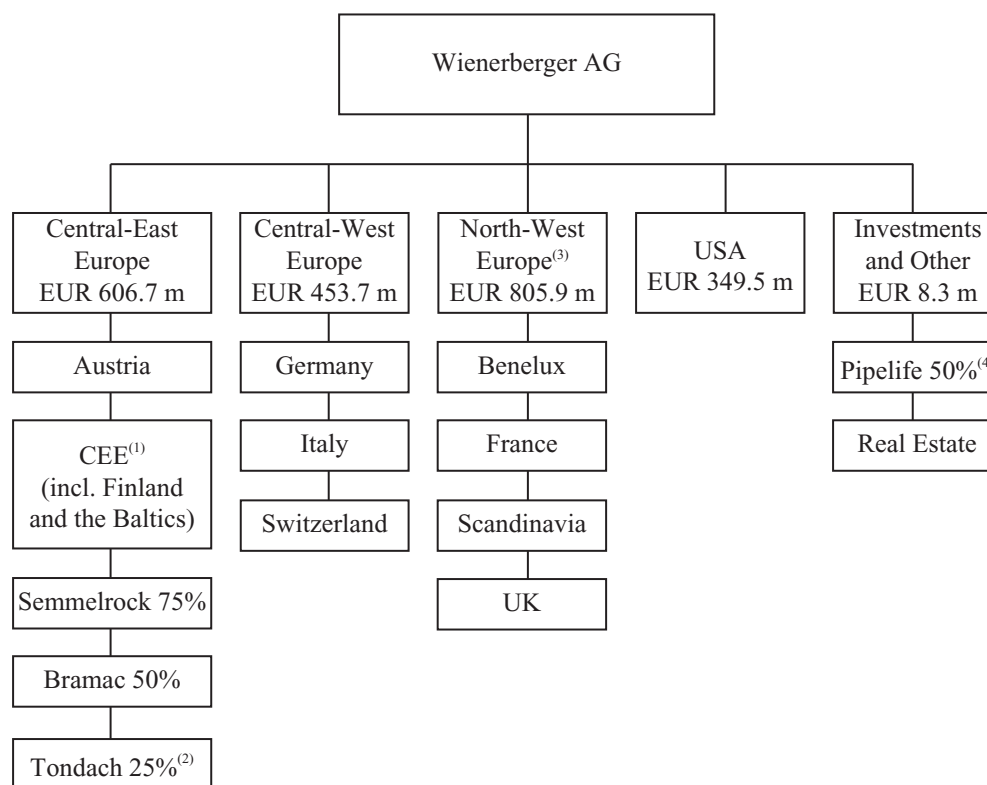 Wienerberger AG
Central-East
Europe
EUR 606.7 m
Central-West
Europe
EUR 453.7 m
North-West
Europe(3)
EUR 805.9 m
USA
EUR 349.5 m
Investments
and Other
EUR 8.3 m
Austria
CEE(1)
(incl. Finland
and the Baltics)
Semmelrock 75%
Bramac 50%
Tondach 25%(2)
Germany
Italy
Switzerland
Benelux
France
Scandinavia
UK
Pipelife 50%(4
Real Estate